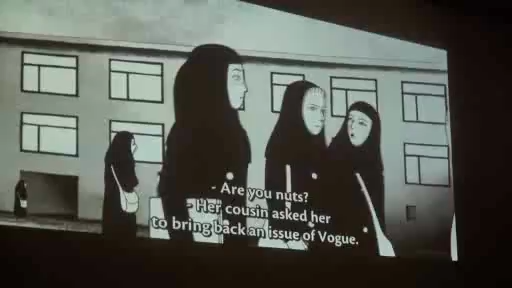 - Are you nuts?
- Her cousin asked her
to bring back an issue of Vogue.